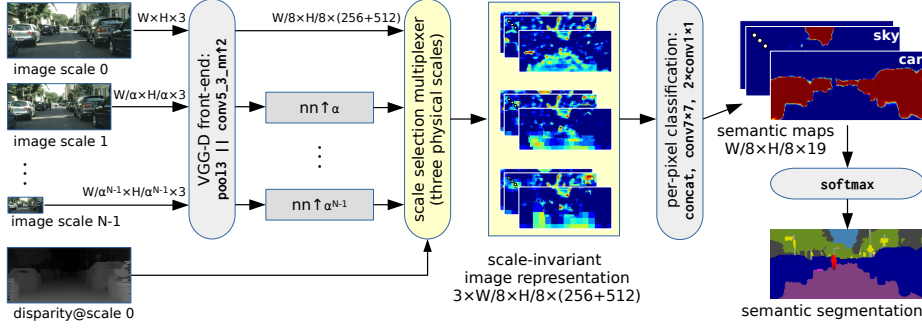 W×H×3
image scale 0
W/α×H/α×3
image scale 1
W/αᴺ⁻¹×H/αᴺ⁻¹×3
image scale N-1
disparity@scale 0
VGG-D front-end:
pool3 || conv5_3_nn↑2
W/8×H/8×(256+512)
nn↑α
nn↑αᴺ⁻¹
scale selection multiplexer
(three physical scales)
scale-invariant
image representation
3×W/8×H/8×(256+512)
per-pixel classification:
concat, conv7×7, 2×conv1×1
sky
car
semantic maps
W/8×H/8×19
softmax
semantic segmentation